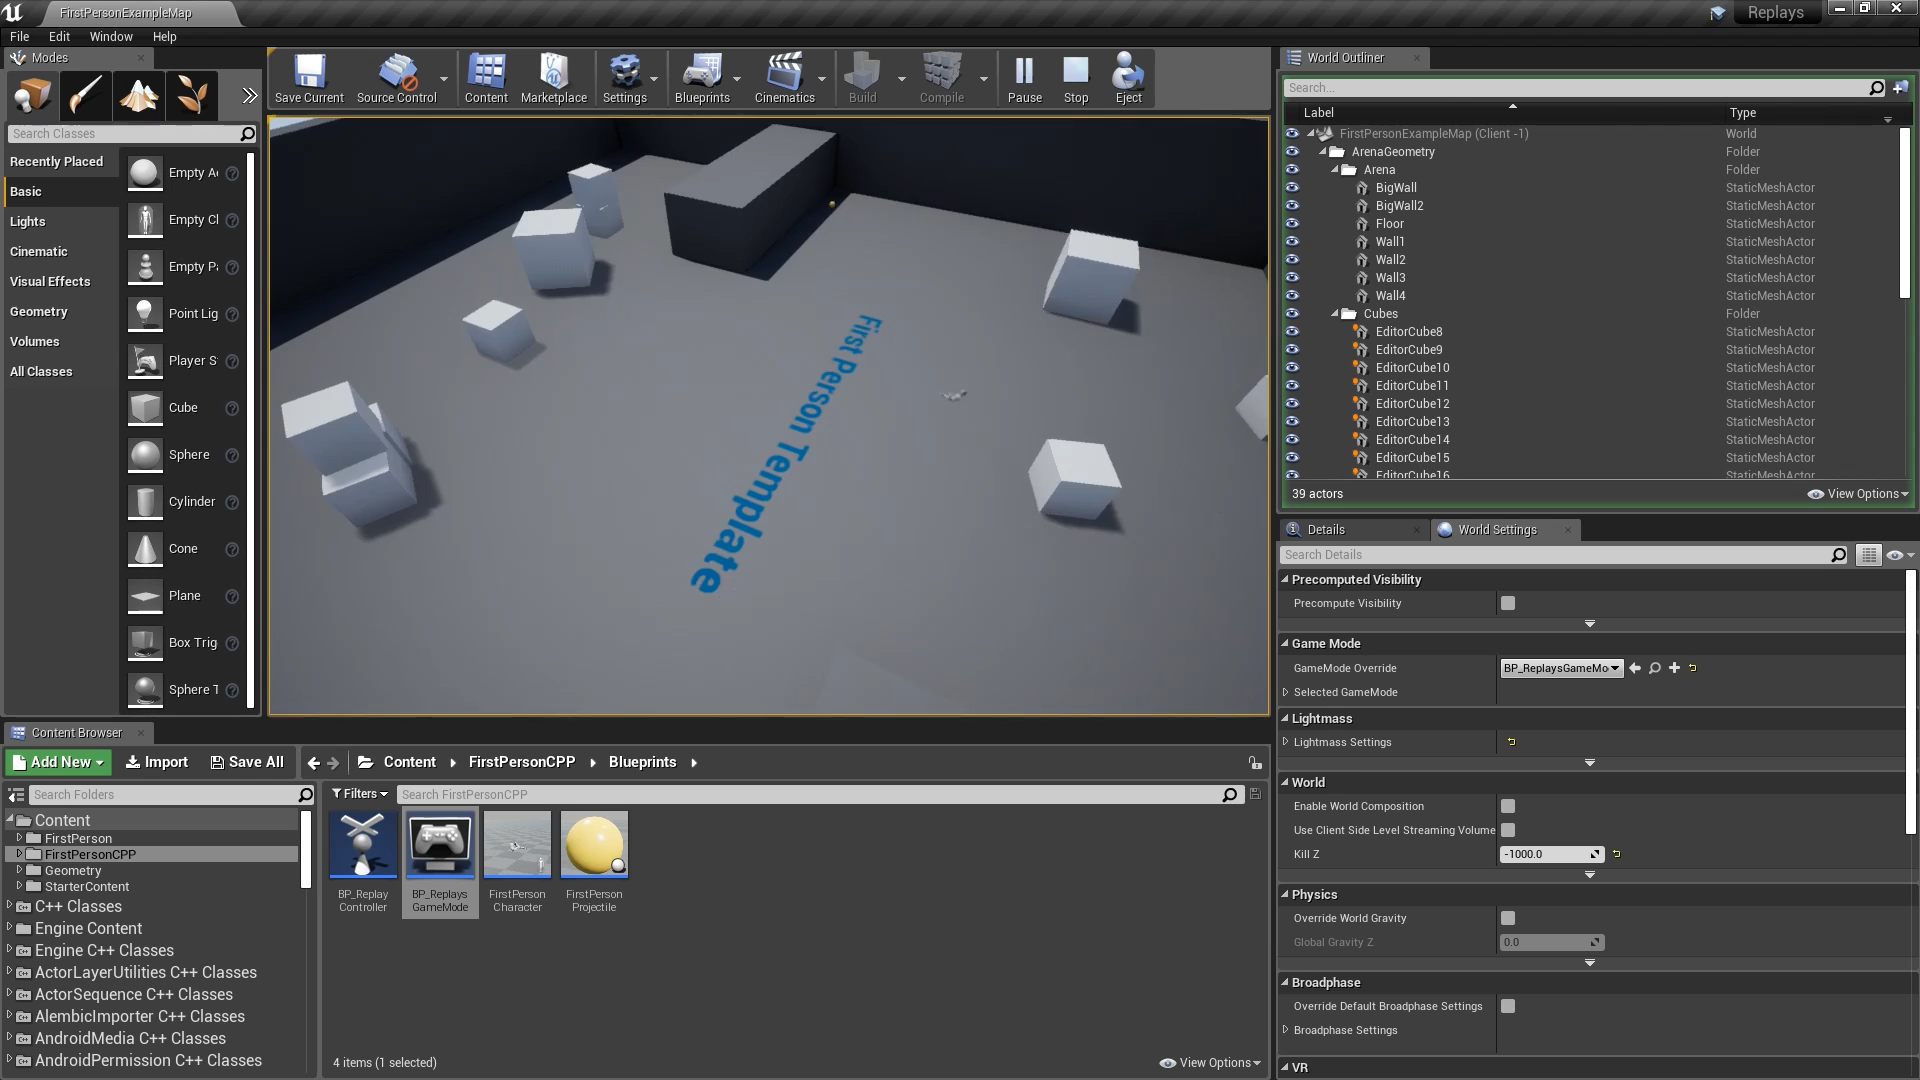 FirstPersonExampleMap
Replays
File Edit Window Help
Modes
Save Current
Source Control
Content
Marketplace
Settings
Blueprints
Cinematics
Build
Compile
Pause
Stop
Eject
Search Classes
Recently Placed
Basic
Lights
Cinematic
Visual Effects
Geometry
Volumes
All Classes
Empty Ac
Empty Cl
Empty Pa
Point Lig
Player S
Cube
Sphere
Cylinder
Cone
Plane
Box Trig
Sphere T
First Person Template
World Outliner
Search...
Label Type
FirstPersonExampleMap (Client -1) World
ArenaGeometry Folder
Arena Folder
BigWall StaticMeshActor
BigWall2 StaticMeshActor
Floor StaticMeshActor
Wall1 StaticMeshActor
Wall2 StaticMeshActor
Wall3 StaticMeshActor
Wall4 StaticMeshActor
Cubes Folder
EditorCube8 StaticMeshActor
EditorCube9 StaticMeshActor
EditorCube10 StaticMeshActor
EditorCube11 StaticMeshActor
EditorCube12 StaticMeshActor
EditorCube13 StaticMeshActor
EditorCube14 StaticMeshActor
EditorCube15 StaticMeshActor
EditorCube16 StaticMeshActor
39 actors View Options
Details World Settings
Search Details
Precomputed Visibility
Precompute Visibility
Game Mode
GameMode Override BP_ReplaysGameMo
Selected GameMode
Lightmass
Lightmass Settings
World
Enable World Composition
Use Client Side Level Streaming Volume
Kill Z -1000.0
Physics
Override World Gravity
Global Gravity Z 0.0
Broadphase
Override Default Broadphase Settings
Broadphase Settings
VR
Content Browser
Add New Import Save All Content FirstPersonCPP Blueprints
Search Folders
Filters Search FirstPersonCPP
Content
FirstPerson
FirstPersonCPP
Geometry
StarterContent
C++ Classes
Engine Content
Engine C++ Classes
ActorLayerUtilities C++ Classes
ActorSequence C++ Classes
AlembicImporter C++ Classes
AndroidMedia C++ Classes
AndroidPermission C++ Classes
BP_Replay
Controller
BP_Replays
GameMode
FirstPerson
Character
FirstPerson
Projectile
4 items (1 selected) View Options